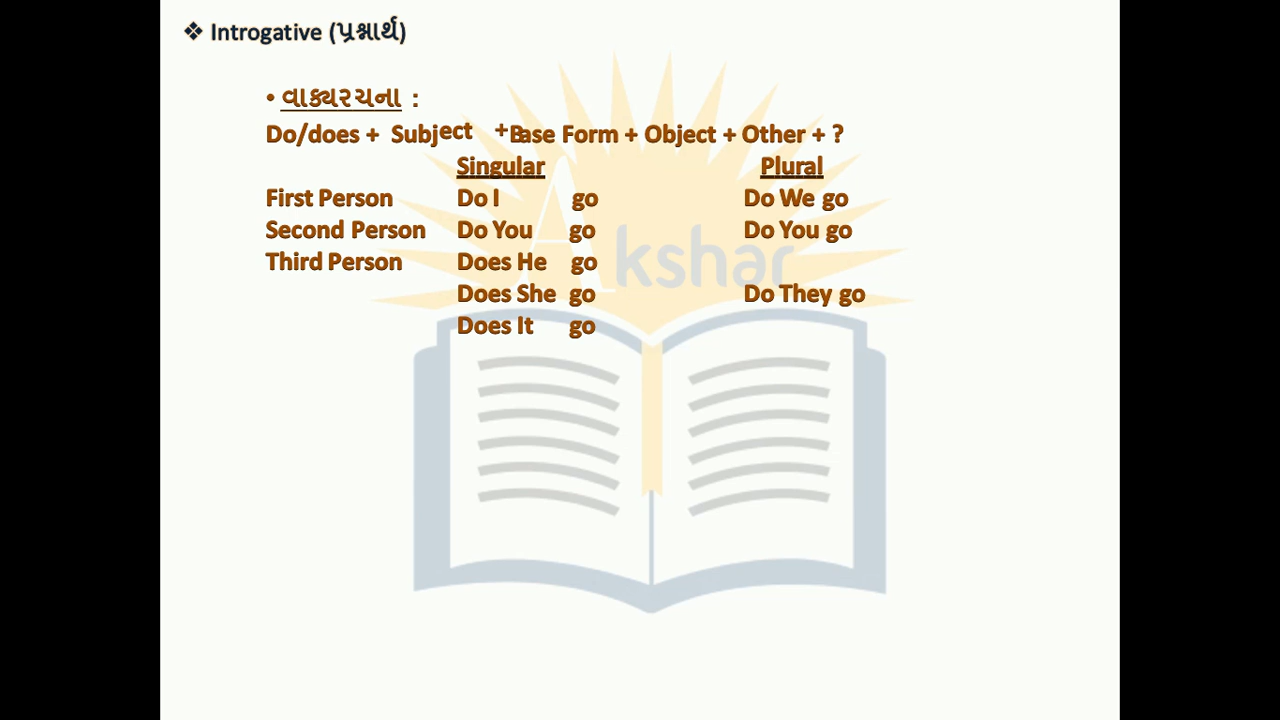 ❖ Introgative (પ્રશ્નાર્થ)
• વાક્યરચના :
Do/does + Subject + Base Form + Object + Other + ?
Singular Plural
First Person Do I go Do We go
Second Person Do You go Do You go
Third Person Does He go
Does She go Do They go
Does It go
Akshar